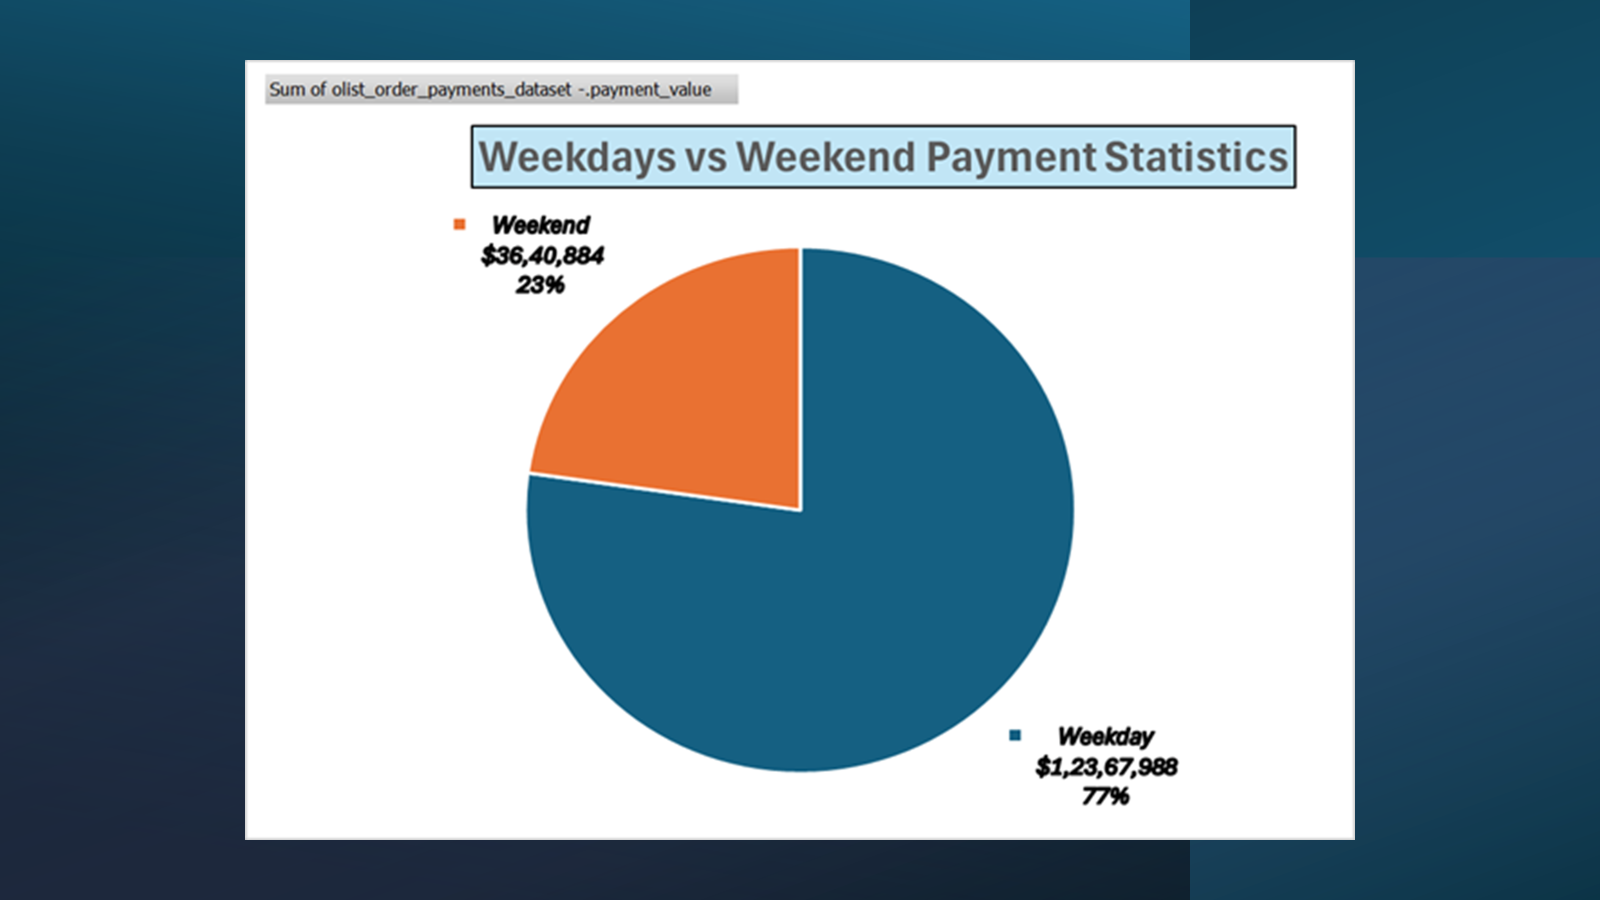 Sum of olist_order_payments_dataset -.payment_value
Weekdays vs Weekend Payment Statistics
Weekend
$36,40,884
23%
Weekday
$1,23,67,988
77%